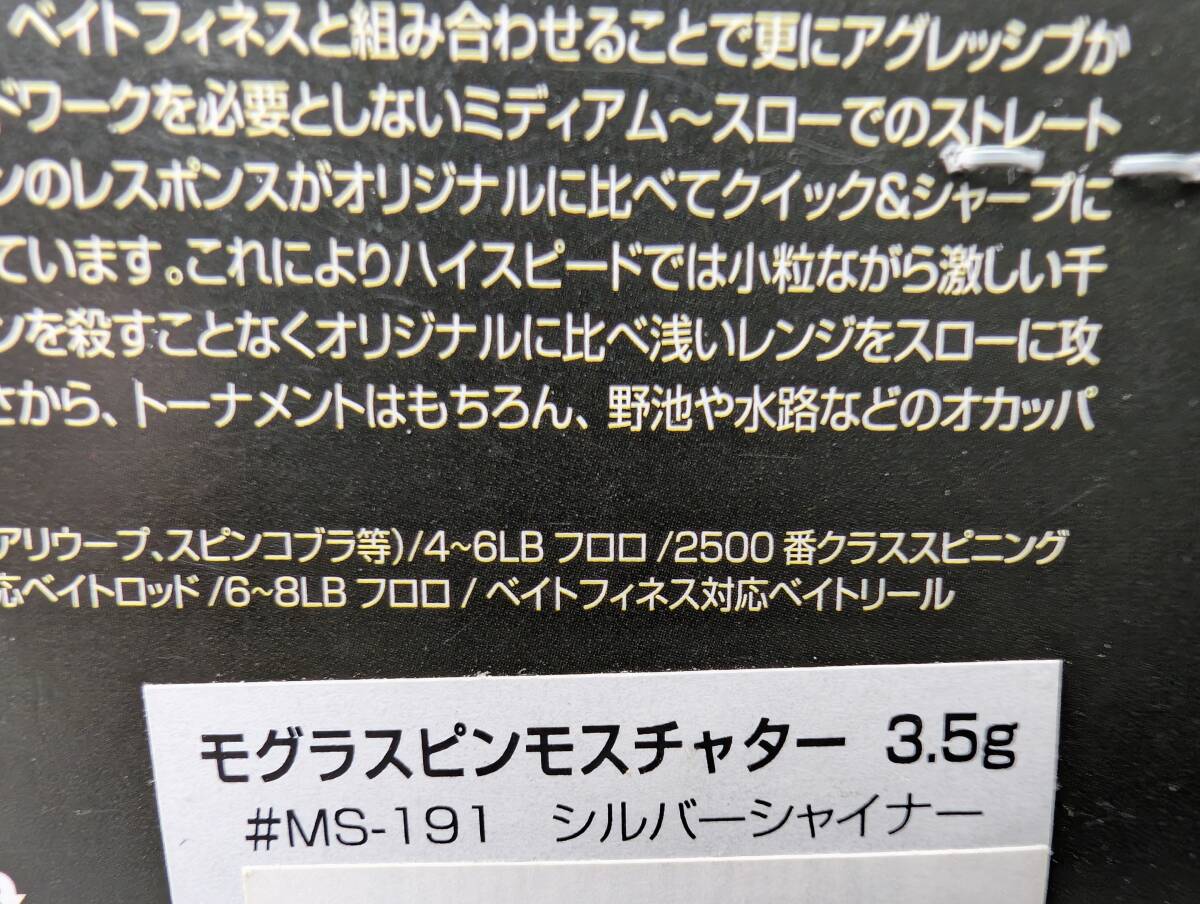 ベイトフィネスと組み合わせることで更にアグレッシブか
ドワークを必要としないミディアム～スローでのストレート
ンのレスポンスがオリジナルに比べてクイック&シャープに
ています。これによりハイスピードでは小粒ながら激しい千
ンを殺すことなくオリジナルに比べ浅いレンジをスローに攻
さから、トーナメントはもちろん、野池や水路などのオカッパ
アリウープ、スピンコブラ等)/4~6LB フロロ /2500 番クラススピニング
応ベイトロッド /6~8LB フロロ / ベイトフィネス対応ベイトリール
モグラスピンモスチャター 3.5g
#MS-191 シルバーシャイナー